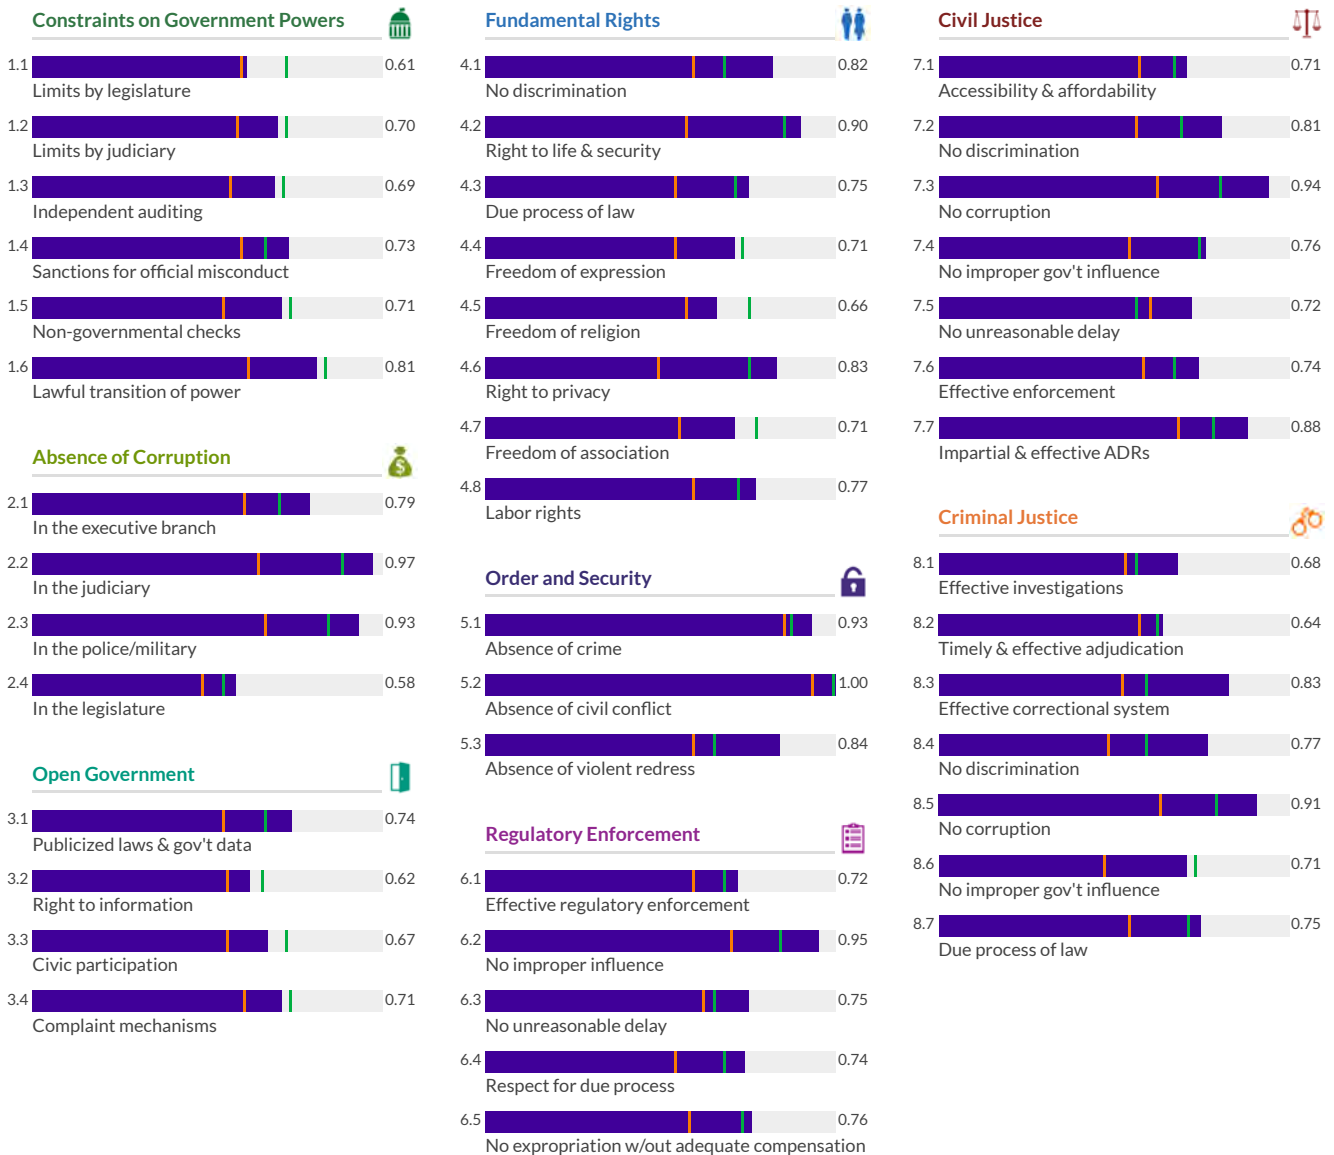 Constraints on Government Powers
1.1 0.61
Limits by legislature
1.2 0.70
Limits by judiciary
1.3 0.69
Independent auditing
1.4 0.73
Sanctions for official misconduct
1.5 0.71
Non-governmental checks
1.6 0.81
Lawful transition of power
Absence of Corruption
2.1 0.79
In the executive branch
2.2 0.97
In the judiciary
2.3 0.93
In the police/military
2.4 0.58
In the legislature
Open Government
3.1 0.74
Publicized laws & gov't data
3.2 0.62
Right to information
3.3 0.67
Civic participation
3.4 0.71
Complaint mechanisms
Fundamental Rights
4.1 0.82
No discrimination
4.2 0.90
Right to life & security
4.3 0.75
Due process of law
4.4 0.71
Freedom of expression
4.5 0.66
Freedom of religion
4.6 0.83
Right to privacy
4.7 0.71
Freedom of association
4.8 0.77
Labor rights
Order and Security
5.1 0.93
Absence of crime
5.2 1.00
Absence of civil conflict
5.3 0.84
Absence of violent redress
Regulatory Enforcement
6.1 0.72
Effective regulatory enforcement
6.2 0.95
No improper influence
6.3 0.75
No unreasonable delay
6.4 0.74
Respect for due process
6.5 0.76
No expropriation w/out adequate compensation
Civil Justice
7.1 0.71
Accessibility & affordability
7.2 0.81
No discrimination
7.3 0.94
No corruption
7.4 0.76
No improper gov't influence
7.5 0.72
No unreasonable delay
7.6 0.74
Effective enforcement
7.7 0.88
Impartial & effective ADRs
Criminal Justice
8.1 0.68
Effective investigations
8.2 0.64
Timely & effective adjudication
8.3 0.83
Effective correctional system
8.4 0.77
No discrimination
8.5 0.91
No corruption
8.6 0.71
No improper gov't influence
8.7 0.75
Due process of law